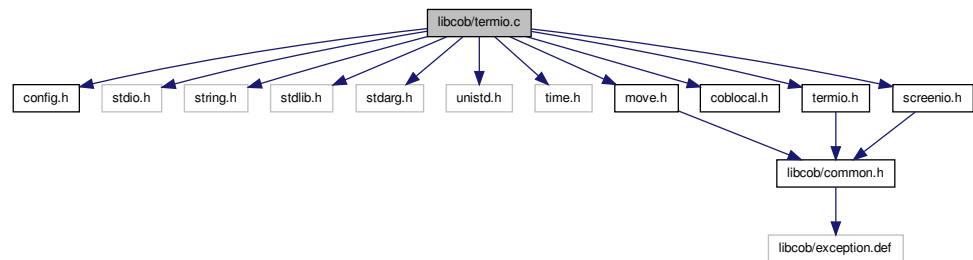 libcob/termio.c
config.h
stdio.h
string.h
stdlib.h
stdarg.h
unistd.h
time.h
move.h
coblocal.h
termio.h
screenio.h
libcob/common.h
libcob/exception.def